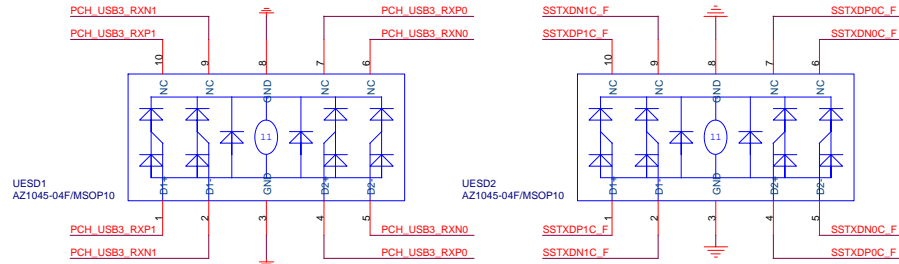 PCH_USB3_RXN1 PCH_USB3_RXP0 SSTXDN1C_F SSTXDP0C_F
PCH_USB3_RXP1 PCH_USB3_RXN0 SSTXDP1C_F SSTXDN0C_F
10 9 8 7 6 10 9 8 7 6
NC NC GND NC NC NC NC GND NC NC
11 11
UESD1 UESD2
AZ1045-04F/MSOP10 AZ1045-04F/MSOP10
D1+ D1- GND D2+ D2- D1+ D1- GND D2+ D2-
1 2 3 4 5 1 2 3 4 5
PCH_USB3_RXP1 PCH_USB3_RXN0 SSTXDP1C_F SSTXDN0C_F
PCH_USB3_RXN1 PCH_USB3_RXP0 SSTXDN1C_F SSTXDP0C_F